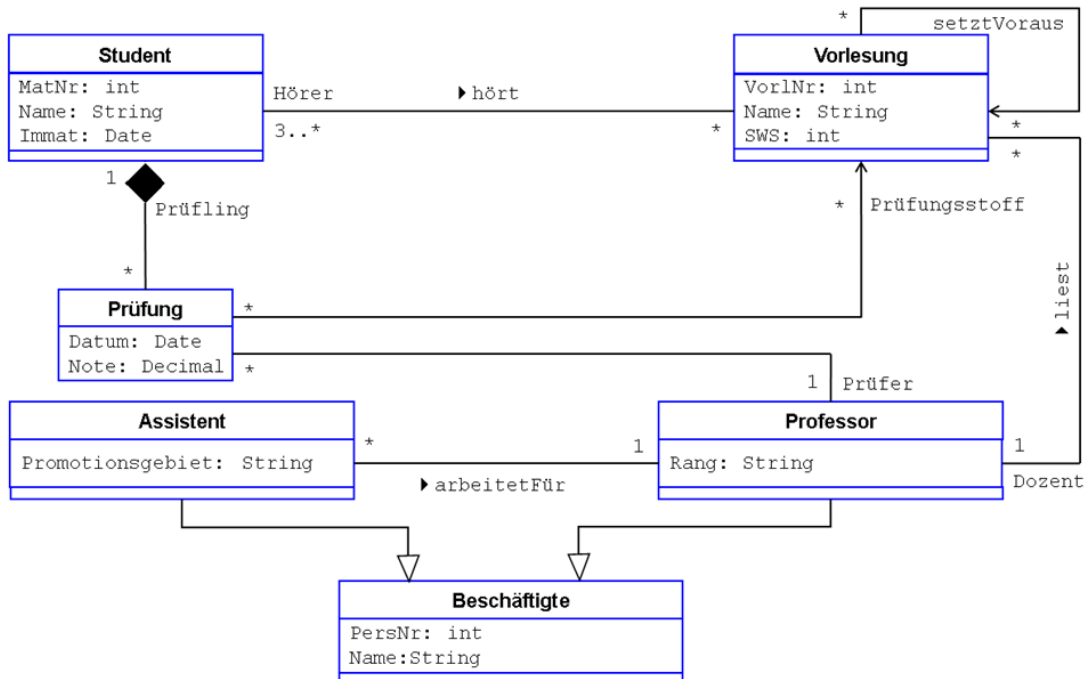 *
setztVoraus
Student
Vorlesung
MatNr: int
Name: String
Immat: Date
Hörer
hört
3..*
*
VorlNr: int
Name: String
SWS: int
*
*
1
Prüfling
*
Prüfungsstoff
*
liest
Prüfung
*
Datum: Date
Note: Decimal
*
1
Prüfer
Assistent
Professor
Promotionsgebiet: String
*
1
Rang: String
1
arbeitetFür
Dozent
Beschäftigte
PersNr: int
Name:String